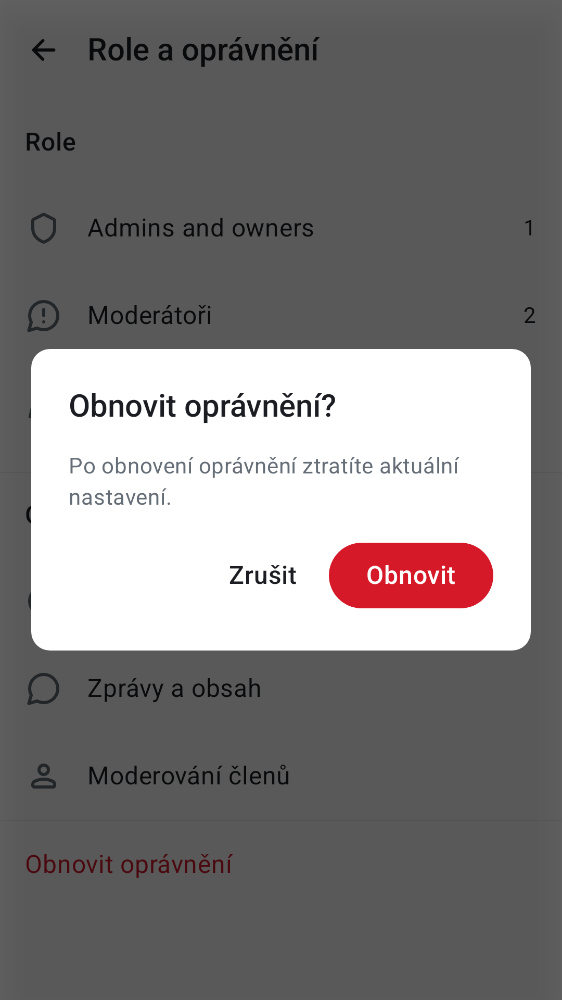 Role a oprávnění
Role
Admins and owners 1
Moderátoři 2
Obnovit oprávnění?
Po obnovení oprávnění ztratíte aktuální
nastavení.
Zrušit Obnovit
Zprávy a obsah
Moderování členů
Obnovit oprávnění